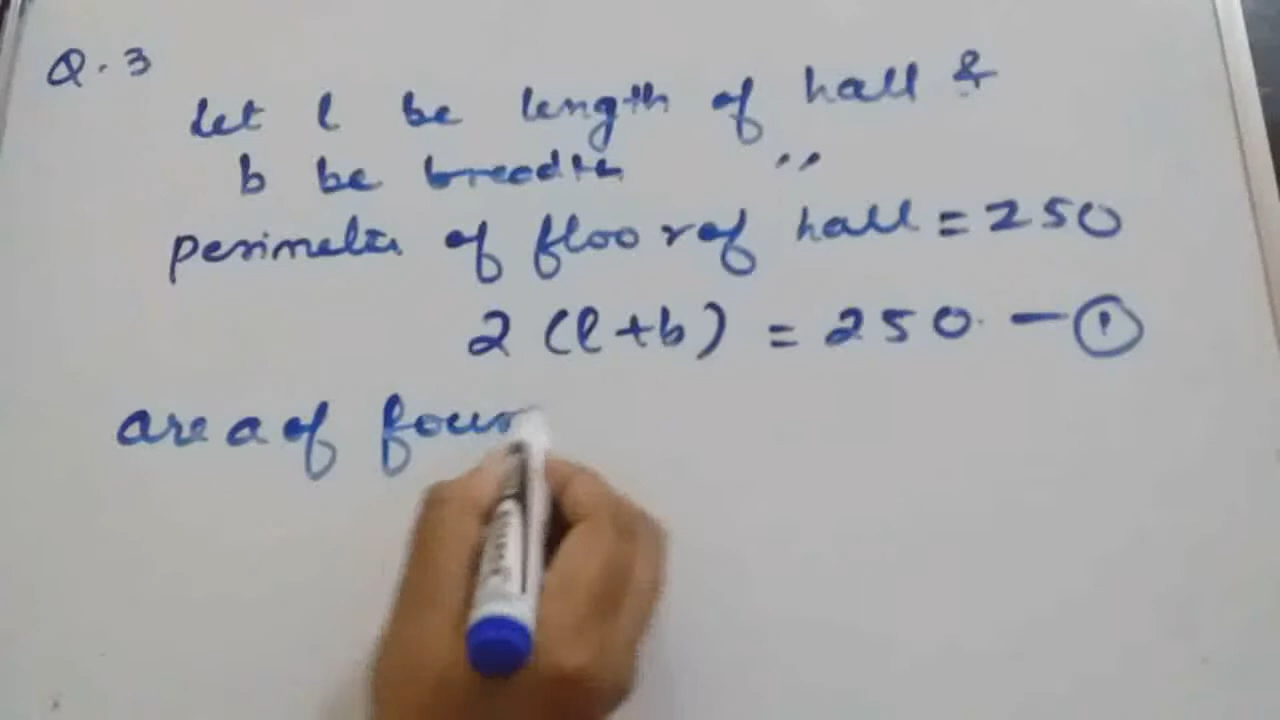 Q.3
Let l be length of hall &
b be breadth 〃
perimeter of floor of hall = 250
2 (l+b) = 250 — ①
area of four